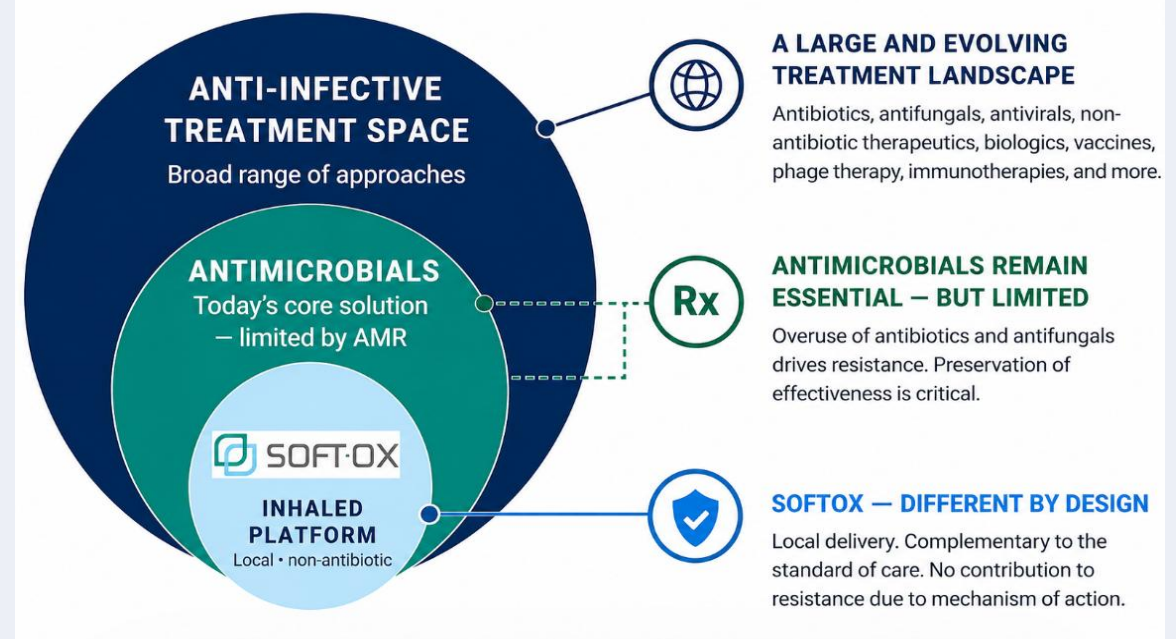 ANTI-INFECTIVE
TREATMENT SPACE
Broad range of approaches
ANTIMICROBIALS
Today's core solution
– limited by AMR
SOFT·OX
INHALED
PLATFORM
Local • non-antibiotic
A LARGE AND EVOLVING
TREATMENT LANDSCAPE
Antibiotics, antifungals, antivirals, non-
antibiotic therapeutics, biologics, vaccines,
phage therapy, immunotherapies, and more.
Rx
ANTIMICROBIALS REMAIN
ESSENTIAL — BUT LIMITED
Overuse of antibiotics and antifungals
drives resistance. Preservation of
effectiveness is critical.
SOFTOX — DIFFERENT BY DESIGN
Local delivery. Complementary to the
standard of care. No contribution to
resistance due to mechanism of action.